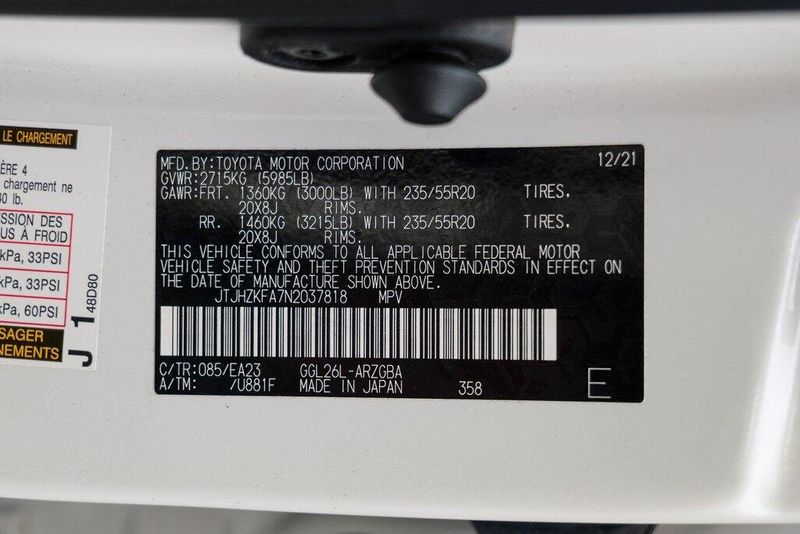 LE CHARGEMENT
ÈRE 4
chargement ne
40 lb.
ESSION DES
US À FROID
kPa, 33PSI
kPa, 33PSI
kPa, 60PSI
SAGER
NEMENTS
J 1
48D80
MFD.BY:TOYOTA MOTOR CORPORATION 12/21
GVWR:2715KG (5985LB)
GAWR:FRT. 1360KG (3000LB) WITH 235/55R20 TIRES.
20X8J RIMS.
RR. 1460KG (3215LB) WITH 235/55R20 TIRES.
20X8J RIMS.
THIS VEHICLE CONFORMS TO ALL APPLICABLE FEDERAL MOTOR
VEHICLE SAFETY AND THEFT PREVENTION STANDARDS IN EFFECT ON
THE DATE OF MANUFACTURE SHOWN ABOVE.
JTJHZKFA7N2037818 MPV
C/TR:085/EA23 GGL26L-ARZGBA
A/TM: /U881F MADE IN JAPAN 358
E